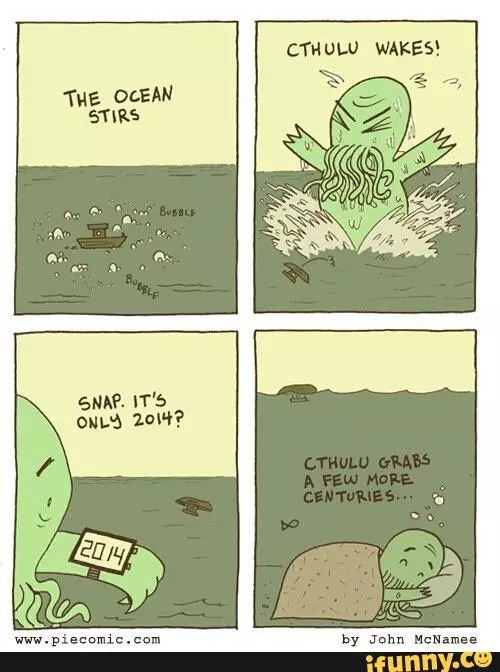 THE OCEAN
STIRS
BUBBLE
BUBBLE
CTHULU WAKES!
SNAP. IT'S
ONLY 2014?
2014
CTHULU GRABS
A FEW MORE
CENTURIES...
www.piecomic.com
by John McNamee
ifunny.co